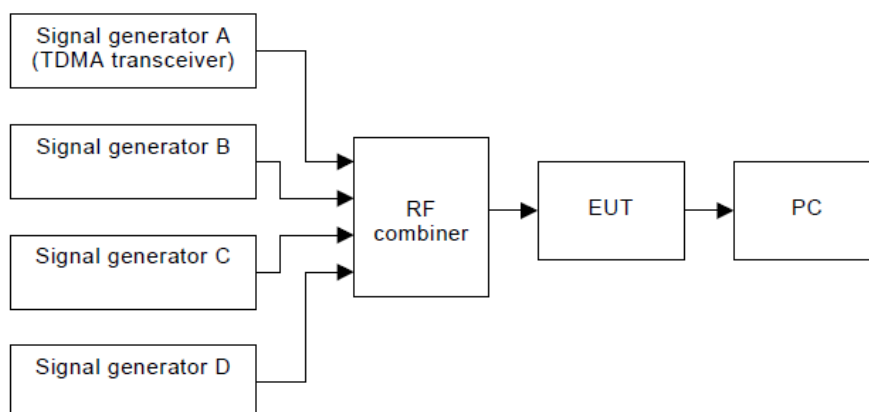 Signal generator A
(TDMA transceiver)
Signal generator B
Signal generator C
Signal generator D
RF
combiner
EUT
PC